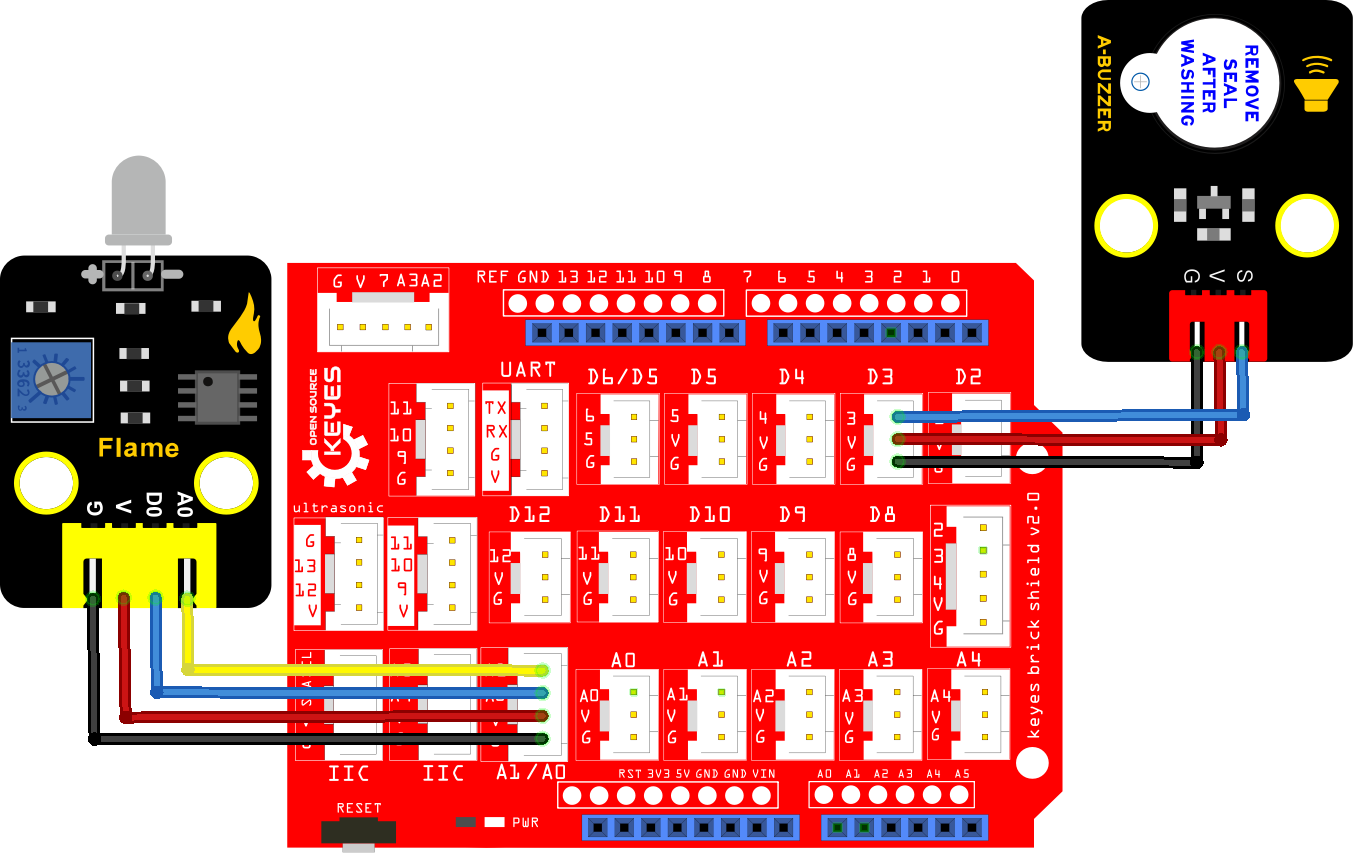 A-BUZZER
REMOVE
SEAL
AFTER
WASHING
G V S
1 3362 3
Flame
G V D0 A0
G V 7 A3 A2
REF GND 13 12 11 10 9 8
7 6 5 4 3 2 1 0
OPEN SOURCE
KEYES
11
10
9
G
UART
TX
RX
G
V
D6/D5
6
5
G
D5
5
V
G
D4
4
V
G
D3
3
V
G
D2
G
ultrasonic
G
13
12
V
11
10
9
V
D12
12
V
G
D11
11
V
G
D10
10
V
G
D9
9
V
G
D8
8
V
G
2
3
4
V
G
keyes brick shield v2.0
IIC
IIC
A1/A0
A0
A0
V
G
A1
A1
V
G
A2
A2
V
G
A3
A3
V
G
A4
A4
V
G
RST 3V3 5V GND GND VIN
A0 A1 A2 A3 A4 A5
RESET
PWR